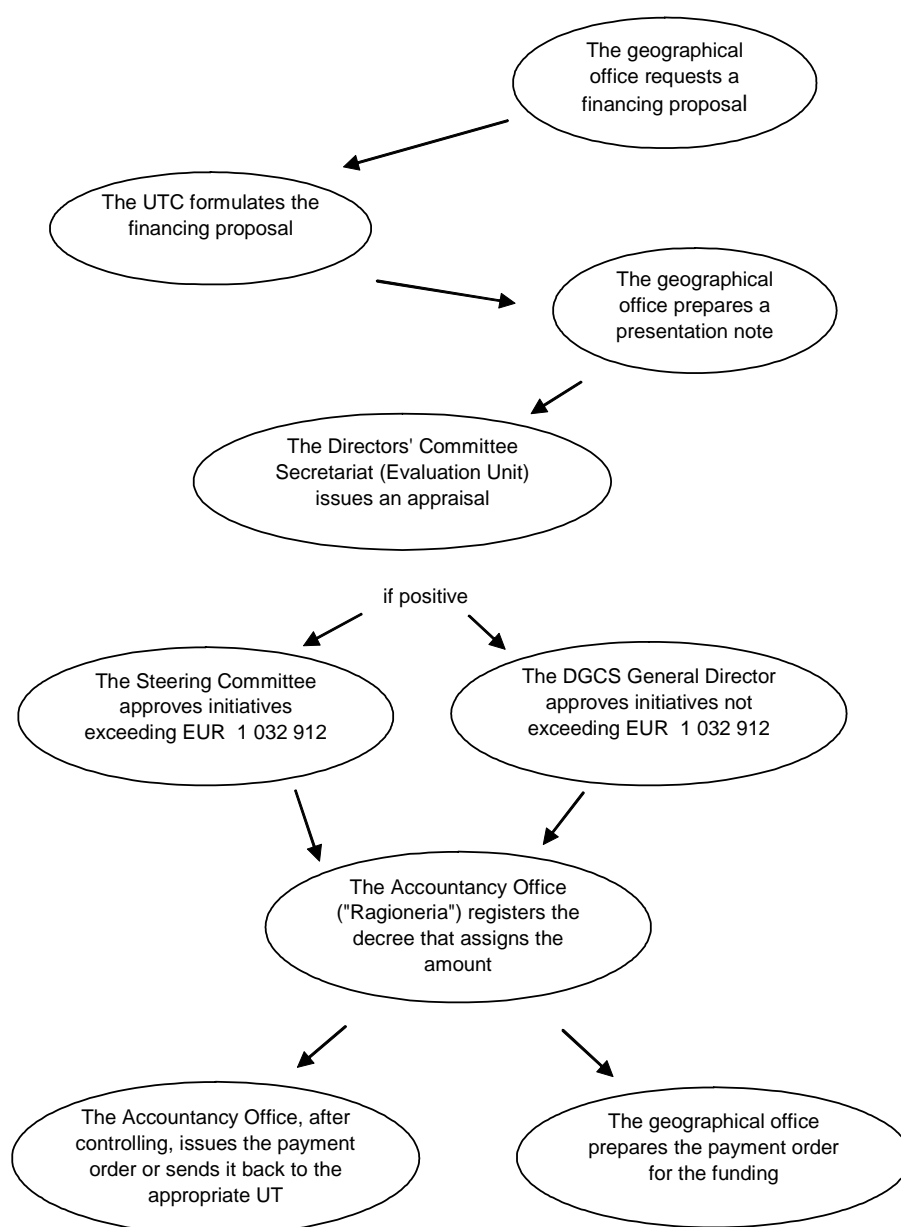 The geographical
office requests a
financing proposal
The UTC formulates the
financing proposal
The geographical
office prepares a
presentation note
The Directors' Committee
Secretariat (Evaluation Unit)
issues an appraisal
if positive
The Steering Committee
approves initiatives
exceeding EUR 1 032 912
The DGCS General Director
approves initiatives not
exceeding EUR 1 032 912
The Accountancy Office
("Ragioneria") registers the
decree that assigns the
amount
The Accountancy Office, after
controlling, issues the payment
order or sends it back to the
appropriate UT
The geographical office
prepares the payment order
for the funding